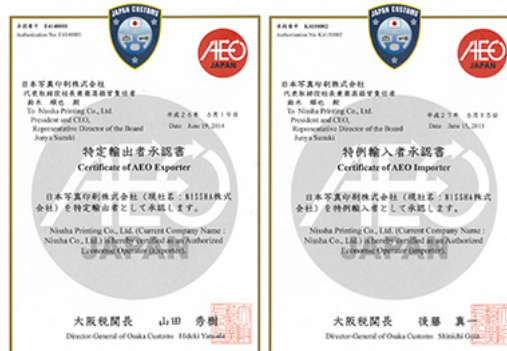 JAPAN CUSTOMS
承認番号 E4140001
Authorization No. E4140001
AEO
JAPAN
日本写真印刷株式会社
代表取締役社長兼最高経営責任者
鈴木 順也 殿
To Nissha Printing Co., Ltd.
President and CEO,
Representative Director of the Board
Junya Suzuki
平成26年 6月19日
Date June 19, 2014
特定輸出者承認書
Certificate of AEO Exporter
日本写真印刷株式会社(現社名:NISSHA株式
会社)を特定輸出者として承認します。
Nissha Printing Co., Ltd. (Current Company Name :
Nissha Co., Ltd.) is hereby certified as an Authorized
Economic Operator (Exporter).
AEO
JAPAN
大阪税関長 山田 秀樹
Director-General of Osaka Customs Hideki Yamada
JAPAN CUSTOMS
承認番号 K4150002
Authorization No. K4150002
AEO
JAPAN
日本写真印刷株式会社
代表取締役社長兼最高経営責任者
鈴木 順也 殿
To Nissha Printing Co., Ltd.
President and CEO,
Representative Director of the Board
Junya Suzuki
平成27年 6月15日
Date June 15, 2015
特例輸入者承認書
Certificate of AEO Importer
日本写真印刷株式会社(現社名:NISSHA株式
会社)を特例輸入者として承認します。
Nissha Printing Co., Ltd. (Current Company Name :
Nissha Co., Ltd.) is hereby certified as an Authorized
Economic Operator (importer).
AEO
JAPAN
大阪税関長 後藤 真一
Director-General of Osaka Customs Shinichi Goto